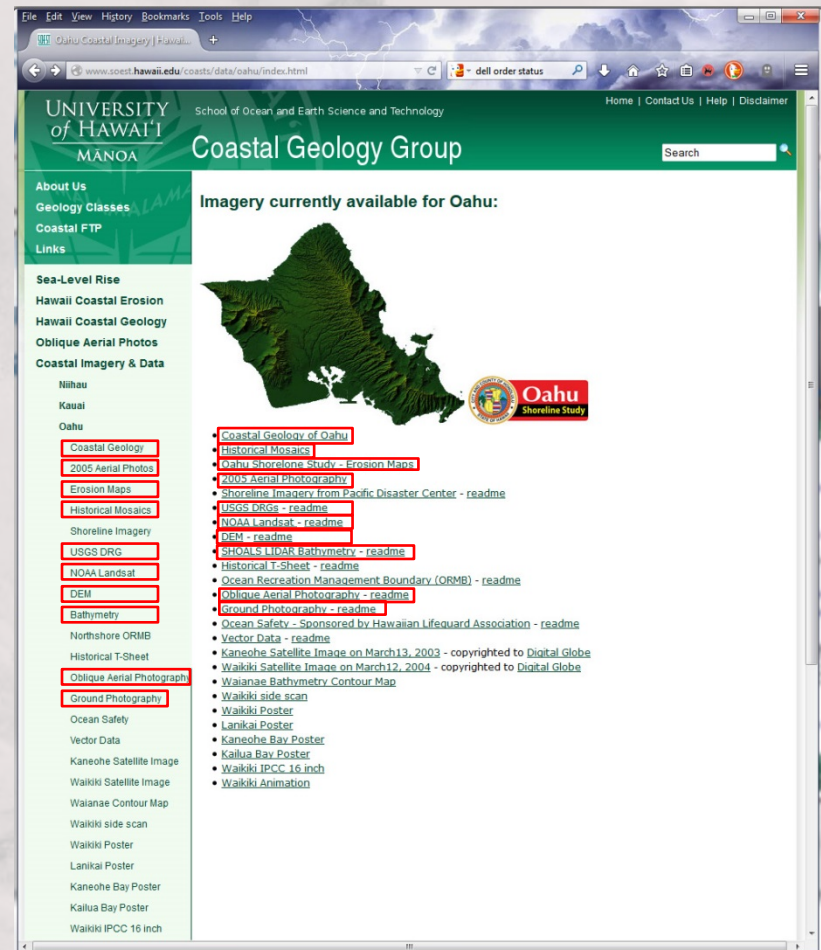 File Edit View History Bookmarks Tools Help
Oahu Coastal Imagery | Hawaii... +
www.soest.hawaii.edu/coasts/data/oahu/index.html
dell order status
UNIVERSITY
of HAWAI'I
MĀNOA
School of Ocean and Earth Science and Technology
Home | Contact Us | Help | Disclaimer
Coastal Geology Group
Search
About Us
Geology Classes
Coastal FTP
Links
Sea-Level Rise
Hawaii Coastal Erosion
Hawaii Coastal Geology
Oblique Aerial Photos
Coastal Imagery & Data
Niihau
Kauai
Oahu
Coastal Geology
2005 Aerial Photos
Erosion Maps
Historical Mosaics
Shoreline Imagery
USGS DRG
NOAA Landsat
DEM
Bathymetry
Northshore ORMB
Historical T-Sheet
Oblique Aerial Photography
Ground Photography
Ocean Safety
Vector Data
Kaneohe Satellite Image
Waikiki Satellite Image
Waianae Contour Map
Waikiki side scan
Waikiki Poster
Lanikai Poster
Kaneohe Bay Poster
Kailua Bay Poster
Waikiki IPCC 16 inch
Imagery currently available for Oahu:
Oahu
Shoreline Study
• Coastal Geology of Oahu
• Historical Mosaics
• Oahu Shorelone Study - Erosion Maps
• 2005 Aerial Photography
• Shoreline Imagery from Pacific Disaster Center - readme
• USGS DRGs - readme
• NOAA Landsat - readme
• DEM - readme
• SHOALS LIDAR Bathymetry - readme
• Historical T-Sheet - readme
• Ocean Recreation Management Boundary (ORMB) - readme
• Oblique Aerial Photography - readme
• Ground Photography - readme
• Ocean Safety - Sponsored by Hawaiian Lifeguard Association - readme
• Vector Data - readme
• Kaneohe Satellite Image on March13, 2003 - copyrighted to Digital Globe
• Waikiki Satellite Image on March12, 2004 - copyrighted to Digital Globe
• Waianae Bathymetry Contour Map
• Waikiki side scan
• Waikiki Poster
• Lanikai Poster
• Kaneohe Bay Poster
• Kailua Bay Poster
• Waikiki IPCC 16 inch
• Waikiki Animation